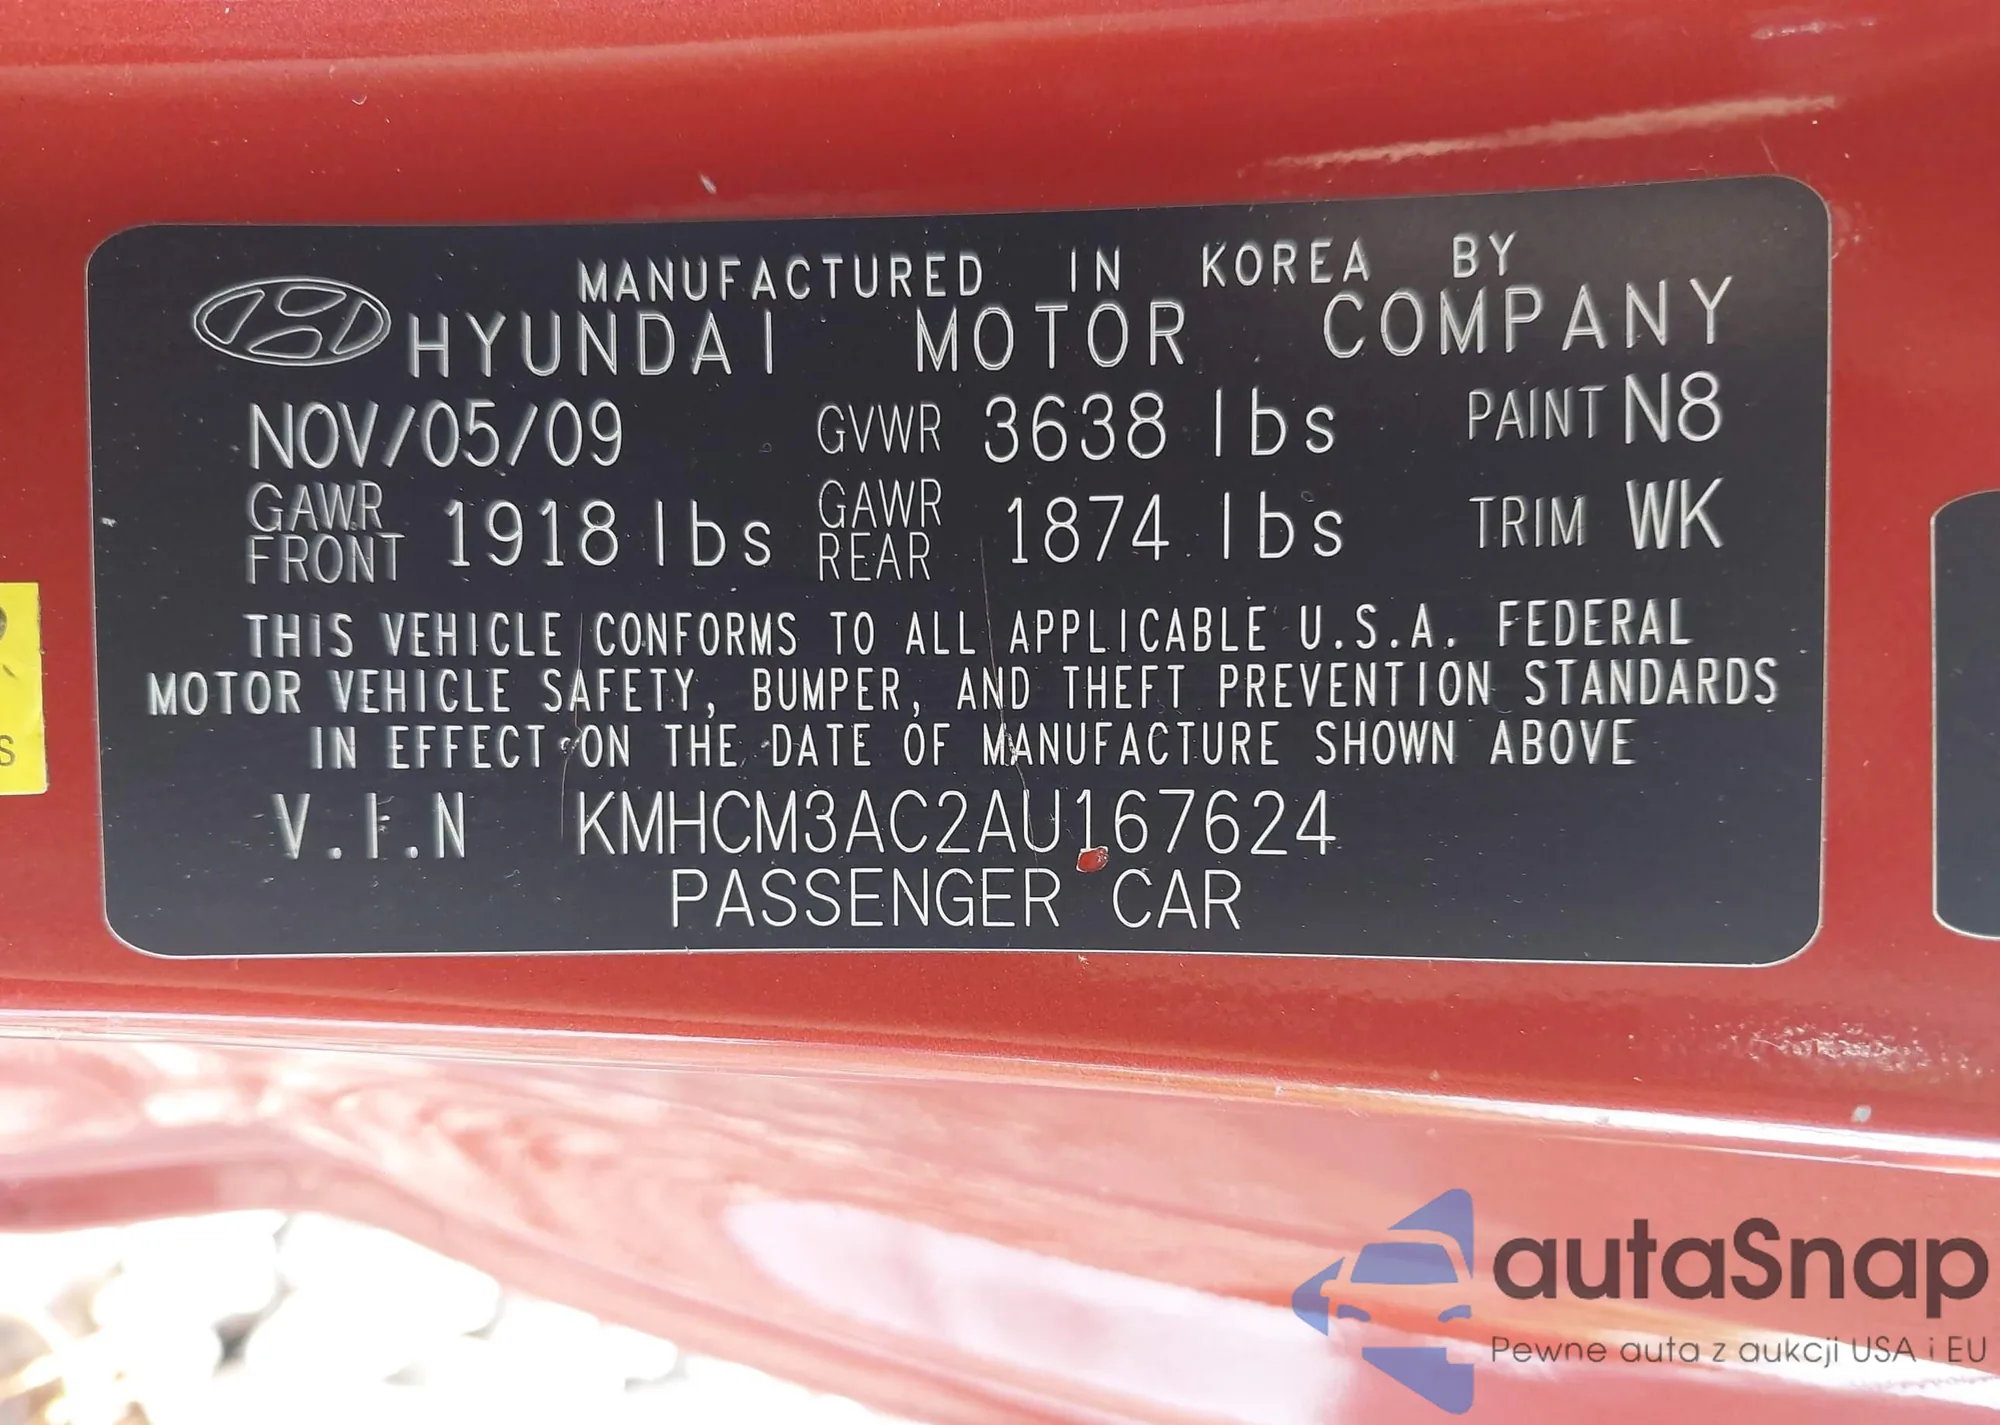 MANUFACTURED IN KOREA BY
HYUNDAI MOTOR COMPANY
NOV/05/09 GVWR 3638 lbs PAINT N8
GAWR FRONT 1918 lbs GAWR REAR 1874 lbs TRIM WK
THIS VEHICLE CONFORMS TO ALL APPLICABLE U.S.A. FEDERAL
MOTOR VEHICLE SAFETY, BUMPER, AND THEFT PREVENTION STANDARDS
IN EFFECT ON THE DATE OF MANUFACTURE SHOWN ABOVE
V.I.N KMHCM3AC2AU167624
PASSENGER CAR
S
autaSnap
Pewne auta z aukcji USA i EU